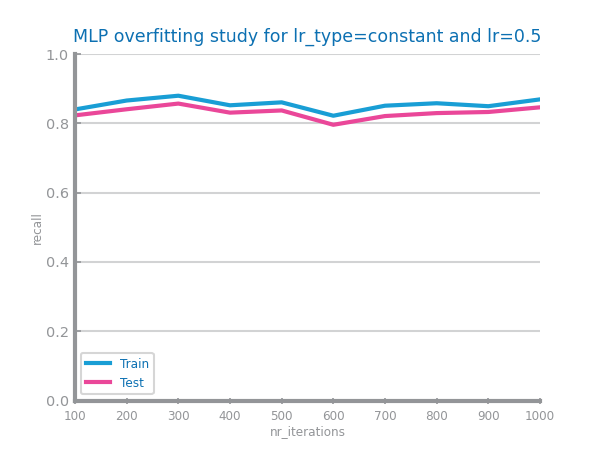 MLP overfitting study for lr_type=constant and lr=0.5
1.0
0.8
0.6
0.4
0.2
0.0
recall
Train
Test
100 200 300 400 500 600 700 800 900 1000
nr_iterations